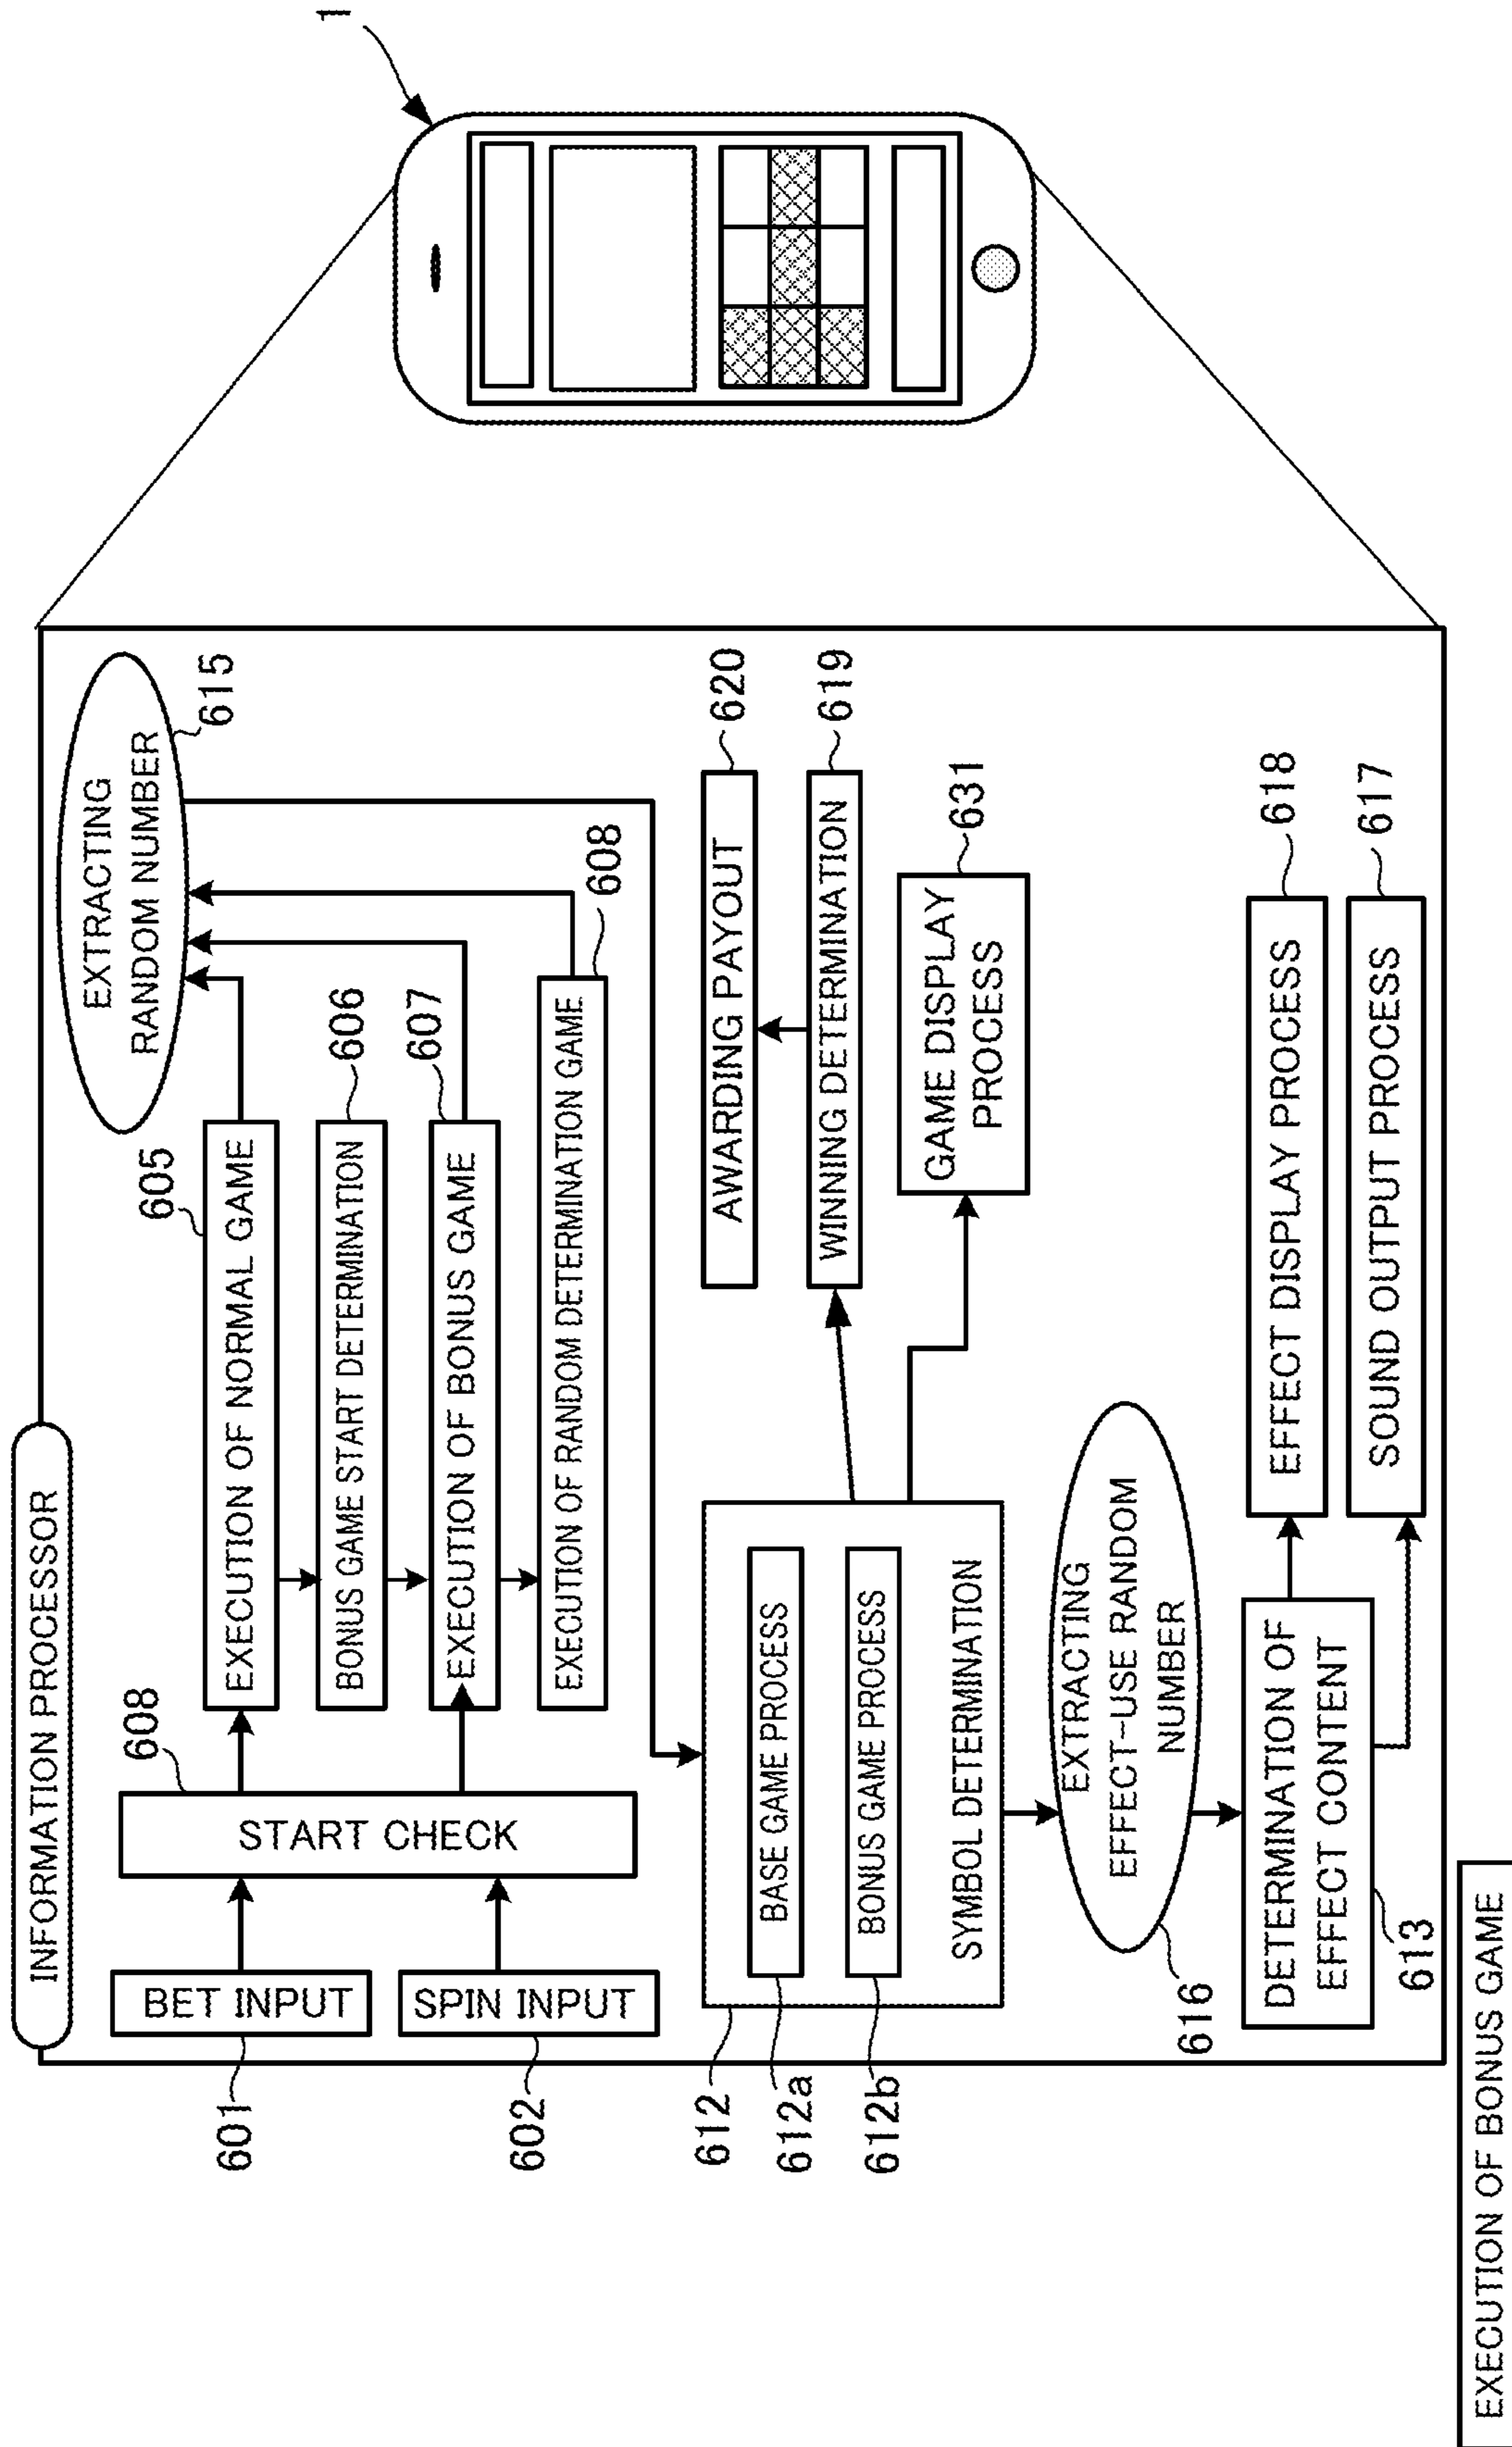 INFORMATION PROCESSOR
601
BET INPUT
602
SPIN INPUT
608
START CHECK
605
EXECUTION OF NORMAL GAME
BONUS GAME START DETERMINATION
606
EXECUTION OF BONUS GAME
607
EXECUTION OF RANDOM DETERMINATION GAME
608
EXTRACTING
RANDOM NUMBER
615
612
612a
BASE GAME PROCESS
612b
BONUS GAME PROCESS
SYMBOL DETERMINATION
AWARDING PAYOUT
620
WINNING DETERMINATION
619
GAME DISPLAY
PROCESS
631
EXTRACTING
EFFECT-USE RANDOM
NUMBER
616
DETERMINATION OF
EFFECT CONTENT
613
EFFECT DISPLAY PROCESS
618
SOUND OUTPUT PROCESS
617
1
EXECUTION OF BONUS GAME